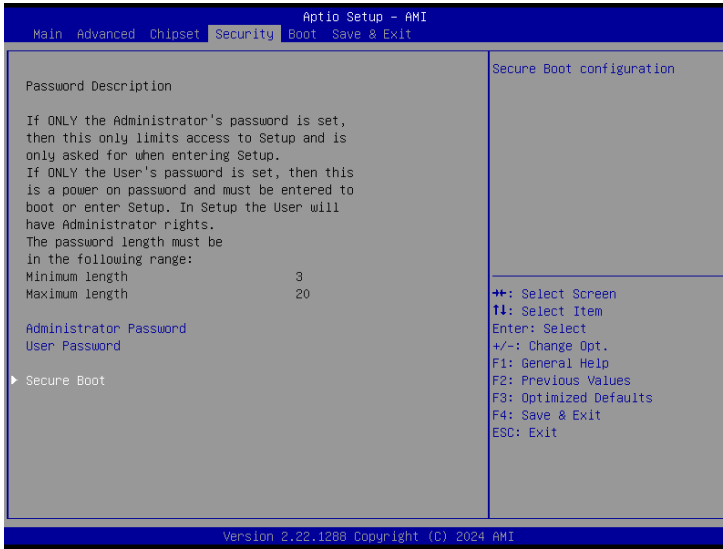 Aptio Setup - AMI
Main Advanced Chipset Security Boot Save & Exit
Password Description
If ONLY the Administrator's password is set,
then this only limits access to Setup and is
only asked for when entering Setup.
If ONLY the User's password is set, then this
is a power on password and must be entered to
boot or enter Setup. In Setup the User will
have Administrator rights.
The password length must be
in the following range:
Minimum length 3
Maximum length 20
Administrator Password
User Password
Secure Boot
Secure Boot configuration
→←: Select Screen
↑↓: Select Item
Enter: Select
+/-: Change Opt.
F1: General Help
F2: Previous Values
F3: Optimized Defaults
F4: Save & Exit
ESC: Exit
Version 2.22.1288 Copyright (C) 2024 AMI